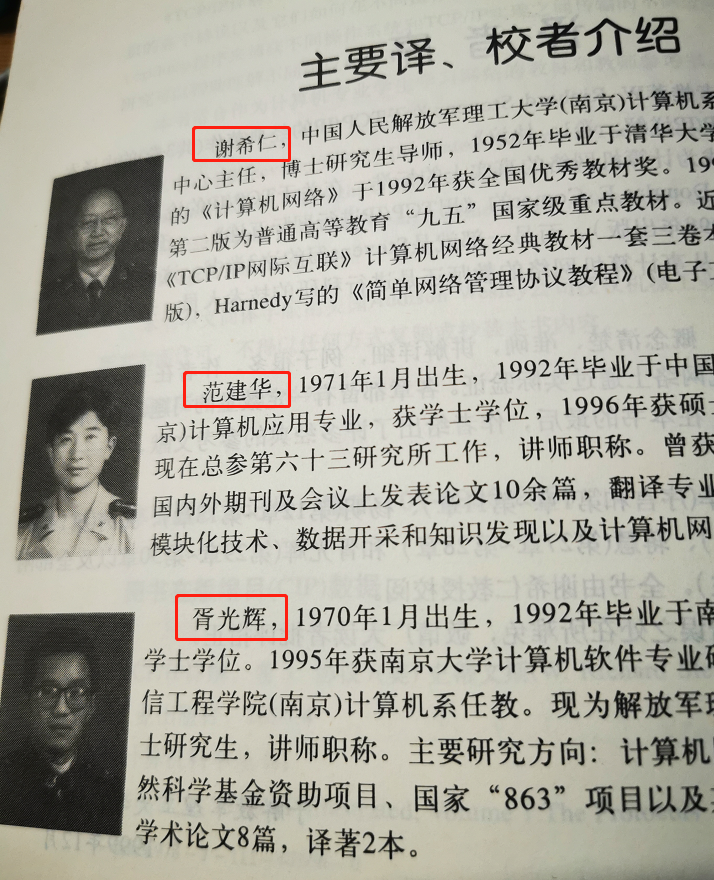 主要译、校者介绍
谢希仁，中国人民解放军理工大学(南京)计算机系
中心主任，博士研究生导师，1952年毕业于清华大学
的《计算机网络》于1992年获全国优秀教材奖。199
第二版为普通高等教育“九五”国家级重点教材。近
《TCP/IP网际互联》计算机网络经典教材一套三卷本
版)，Harnedy写的《简单网络管理协议教程》(电子工
范建华，1971年1月出生，1992年毕业于中国
京)计算机应用专业，获学士学位，1996年获硕士
现在总参第六十三研究所工作，讲师职称。曾获
国内外期刊及会议上发表论文10余篇，翻译专业
模块化技术、数据开采和知识发现以及计算机网
胥光辉，1970年1月出生，1992年毕业于南
学士学位。1995年获南京大学计算机软件专业硕
信工程学院(南京)计算机系任教。现为解放军理
士研究生，讲师职称。主要研究方向：计算机
然科学基金资助项目、国家“863”项目以及
学术论文8篇，译著2本。